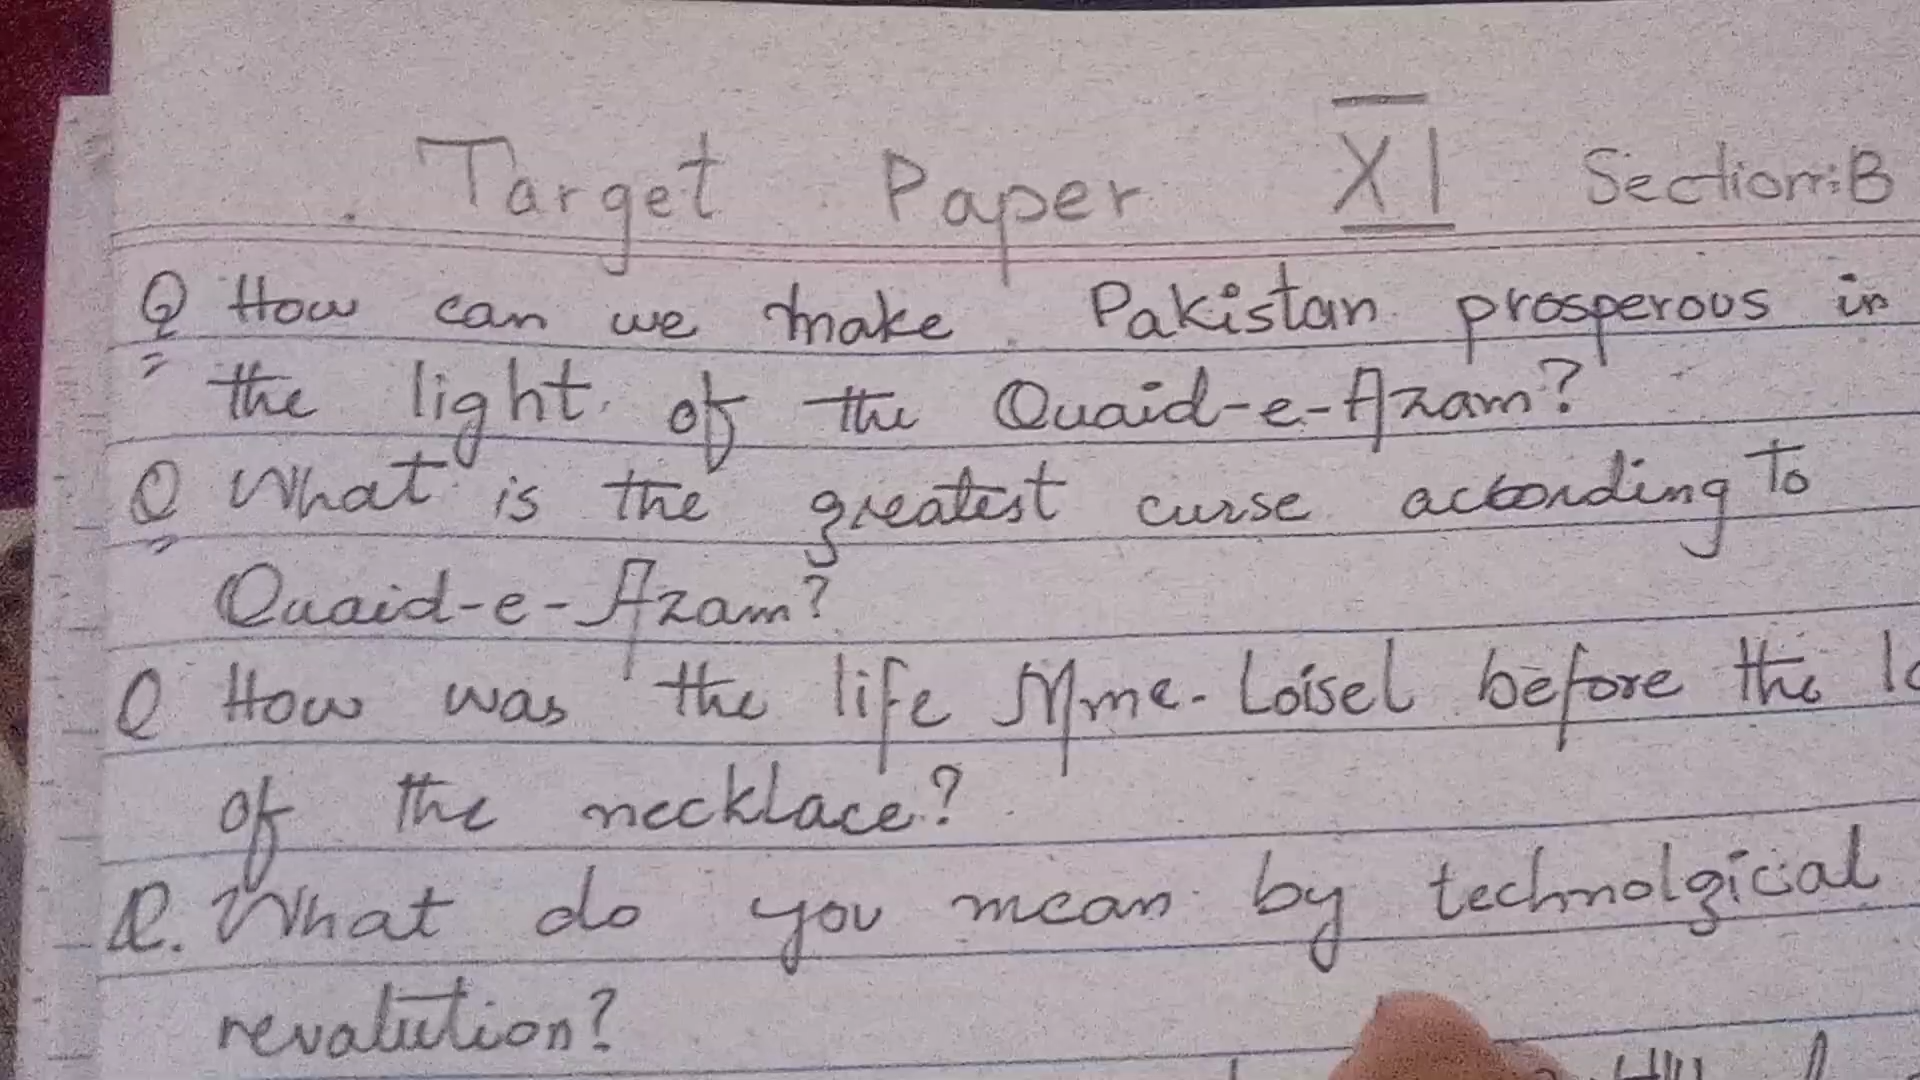 Target Paper XI Section:B
Q How can we make Pakistan prosperous in
the light of the Quaid-e-Azam?
Q What is the greatest curse according to
Quaid-e-Azam?
Q How was the life Mme. Loisel before the
of the necklace?
Q. What do you mean by technolgical
revalution?